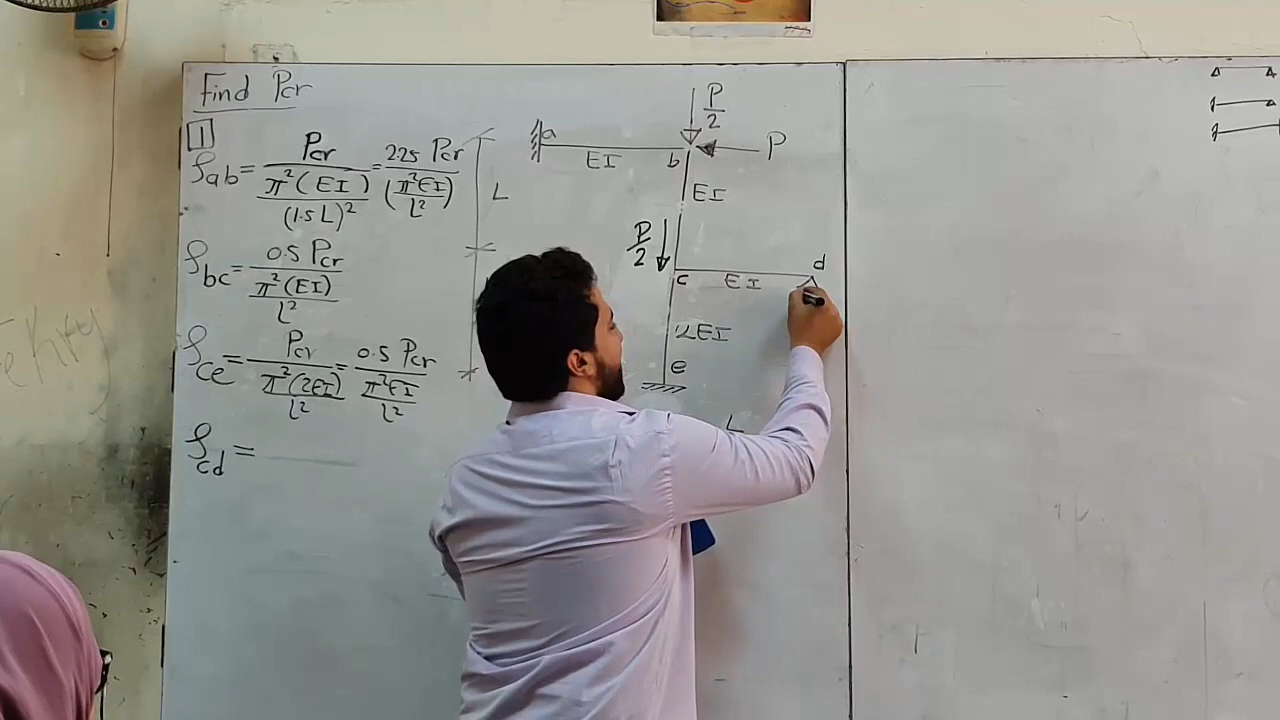 Find Pcr
1
ρab = Pcr / (π²(EI) / (1.5L)²) = 2.25 Pcr / (π²EI / L²)
ρbc = 0.5 Pcr / (π²(EI) / L²)
ρce = Pcr / (π²(2EI) / L²) = 0.5 Pcr / (π²EI / L²)
ρcd =
P/2
a
EI
b
P
L
EI
P/2
c
EI
d
2EI
e
L